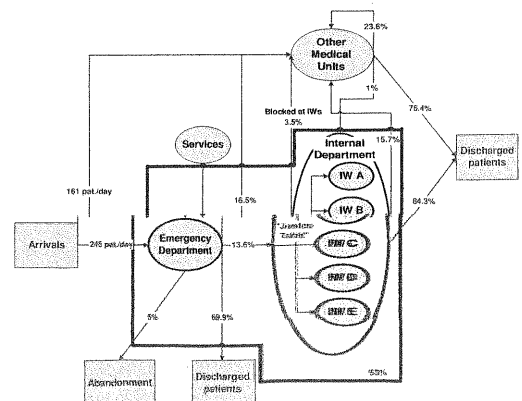 23.6%
Other
Medical
Units
1%
75.4%
Blocked at IWs
3.5%
Services
Internal
Department
15.7%
Discharged
patients
IW A
161 pat./day
16.5%
84.3%
IW B
Arrivals
245 pat./day
Emergency
Department
13.6%
IW C
IW D
IW E
5%
69.9%
Abandonment
Discharged
patients